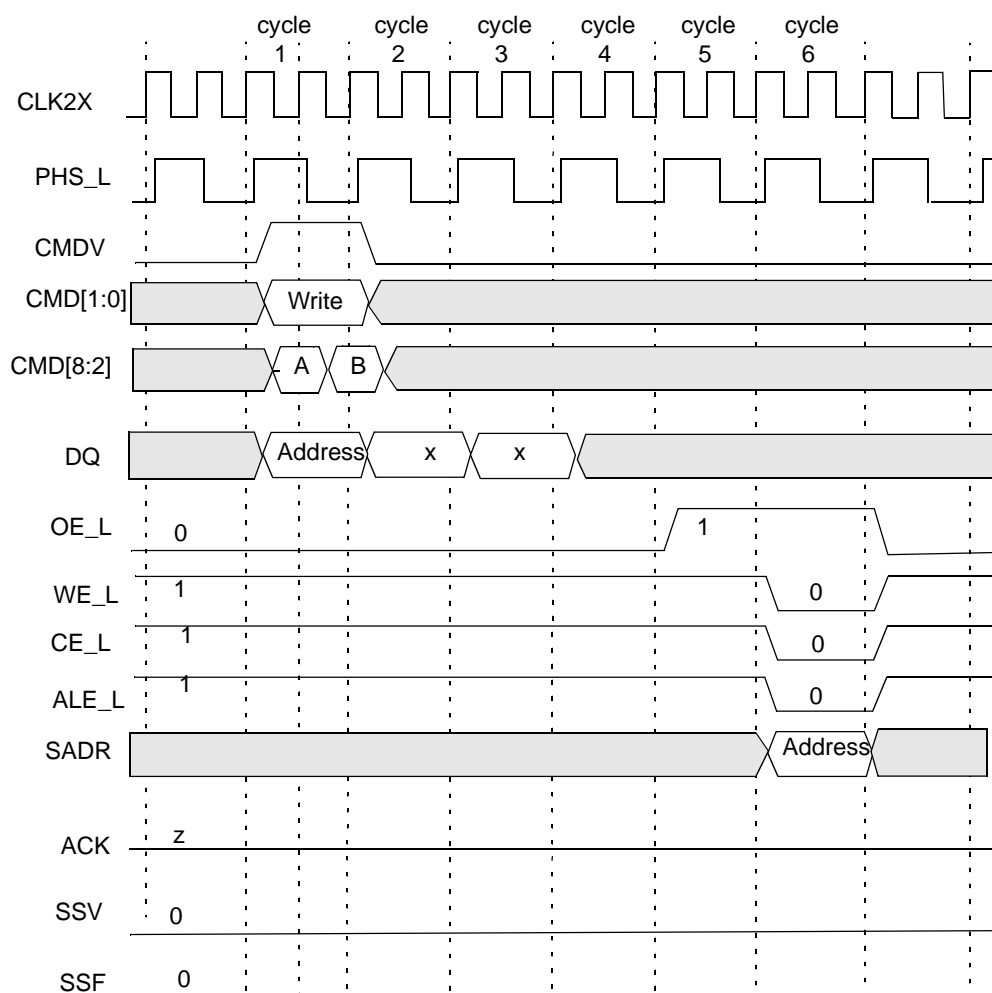 cycle cycle cycle cycle cycle cycle
1 2 3 4 5 6
CLK2X
PHS_L
CMDV
CMD[1:0] Write
CMD[8:2] A B
DQ Address x x
OE_L 0 1
WE_L 1 0
CE_L 1 0
ALE_L 1 0
SADR Address
ACK z
SSV 0
SSF 0